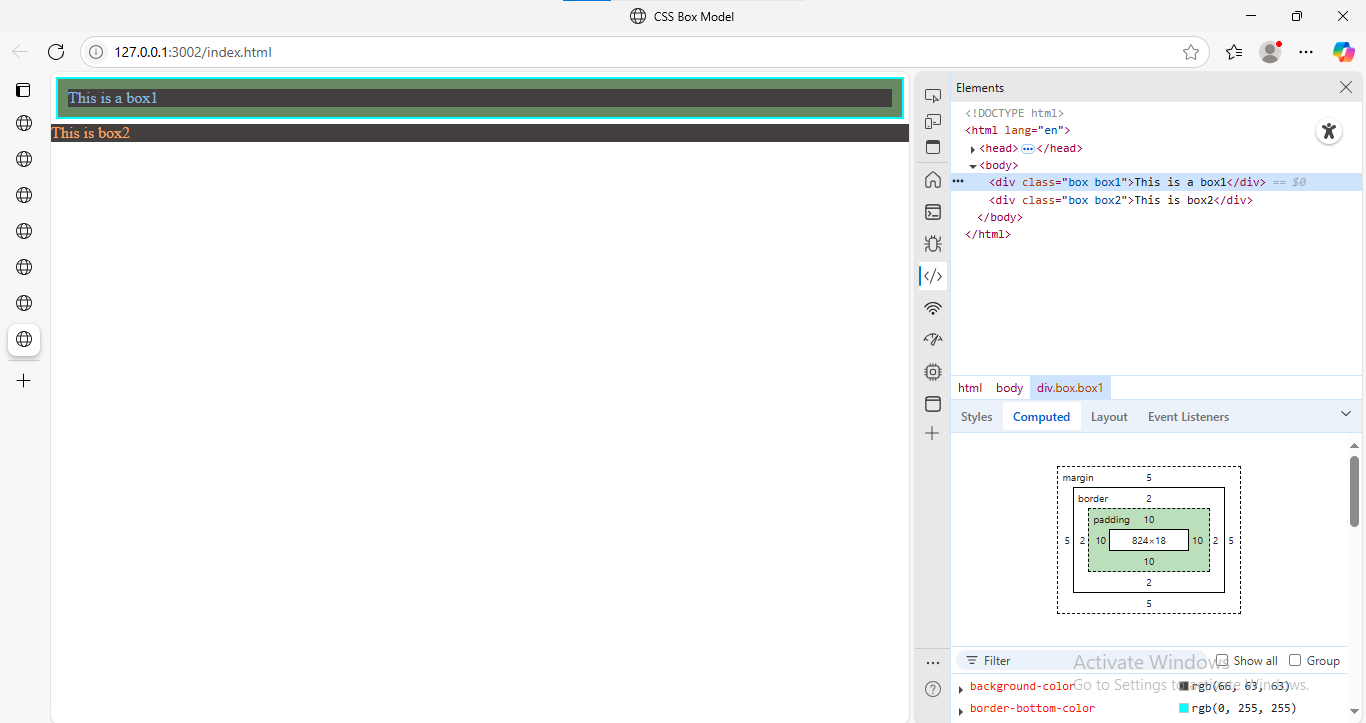 CSS Box Model
127.0.0.1:3002/index.html
This is a box1
This is box2
Elements
<!DOCTYPE html>
<html lang="en">
<head> ••• </head>
<body>
••• <div class="box box1">This is a box1</div> == $0
<div class="box box2">This is box2</div>
</body>
</html>
html body div.box.box1
Styles Computed Layout Event Listeners
margin 5
border 2
padding 10
5 2 10 824×18 10 2 5
10
2
5
Filter Show all Group
Activate Windows
Go to Settings to activate Windows.
background-color rgb(66, 63, 63)
border-bottom-color rgb(0, 255, 255)